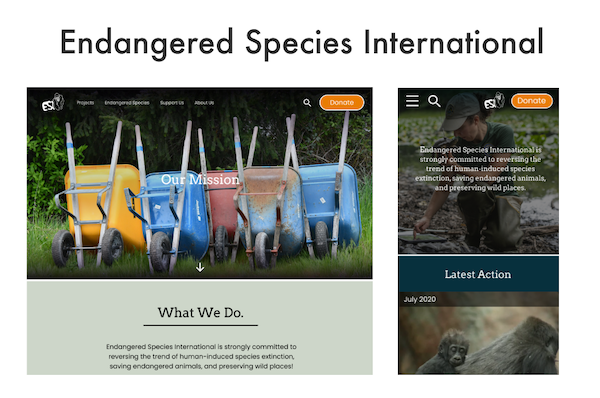 Endangered Species International
ESI
Projects Endangered Species Support Us About Us
Donate
Our Mission
What We Do.
Endangered Species International is strongly committed to
reversing the trend of human-induced species extinction,
saving endangered animals, and preserving wild places!
ESI
Donate
Endangered Species International is
strongly committed to reversing the
trend of human-induced species
extinction, saving endangered animals,
and preserving wild places.
Latest Action
July 2020